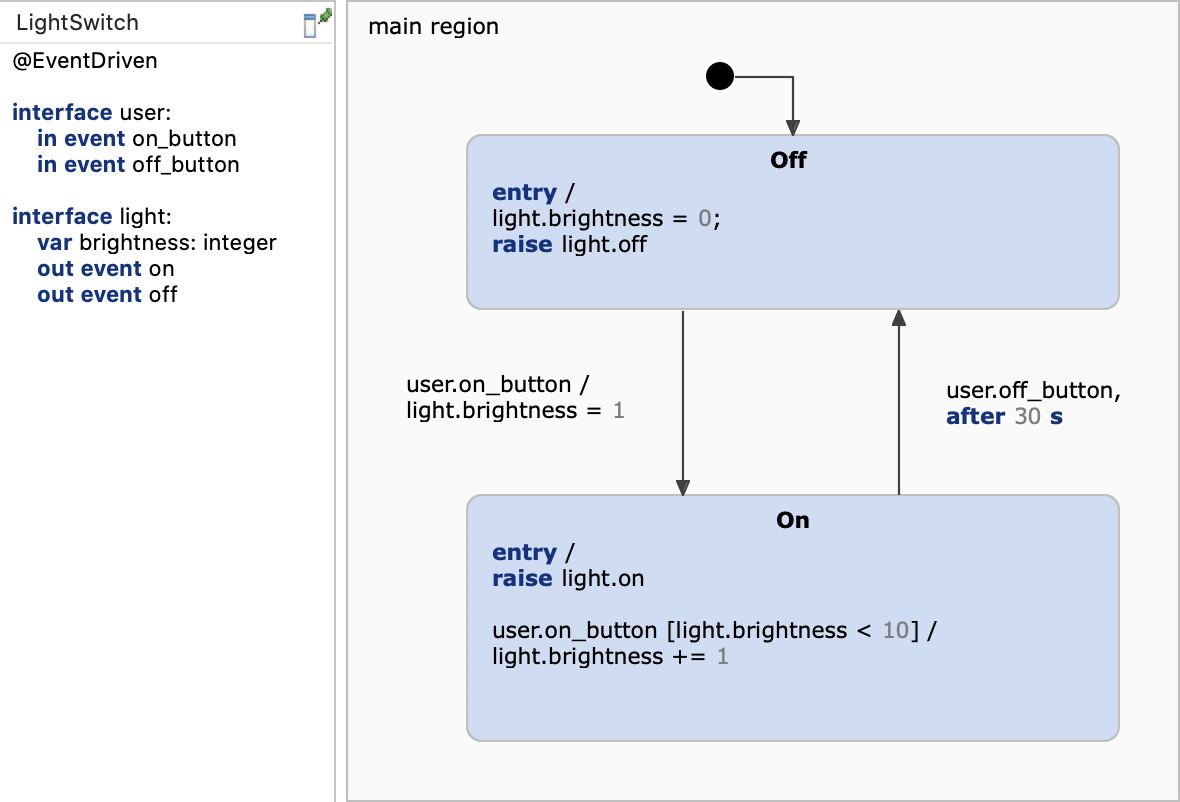 LightSwitch
@EventDriven
interface user:
in event on_button
in event off_button
interface light:
var brightness: integer
out event on
out event off
main region
Off
entry /
light.brightness = 0;
raise light.off
user.on_button /
light.brightness = 1
user.off_button,
after 30 s
On
entry /
raise light.on
user.on_button [light.brightness < 10] /
light.brightness += 1